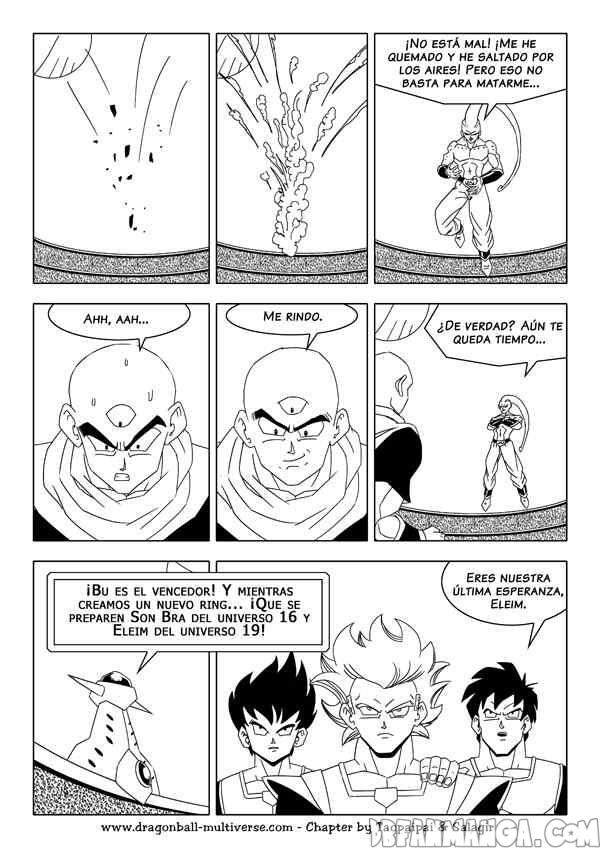 ¡No está mal! ¡Me he
quemado y he saltado por
los aires! Pero eso no
basta para matarme...
Ahh, aah...
Me rindo.
¿De verdad? Aún te
queda tiempo...
¡Bu es el vencedor! Y mientras
creamos un nuevo ring... ¡Que se
preparen Son Bra del universo 16 y
Eleim del universo 19!
Eres nuestra
última esperanza,
Eleim.
DBFANMANGA.COM
www.dragonball-multiverse.com - Chapter by Taqpaipai & Salagir